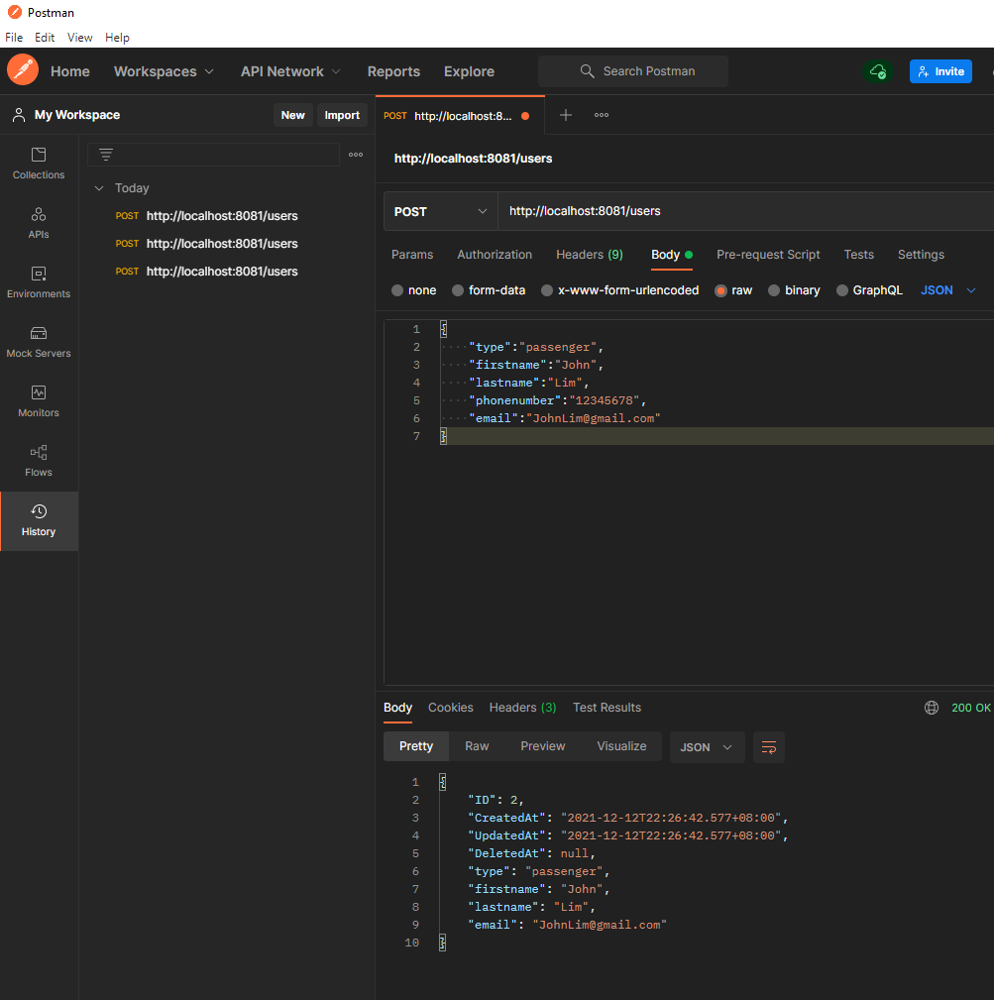 Postman
File Edit View Help
Home Workspaces API Network Reports Explore Search Postman Invite
My Workspace New Import
POST http://localhost:8...
http://localhost:8081/users
Collections
APIs
Environments
Mock Servers
Monitors
Flows
History
Today
POST http://localhost:8081/users
POST http://localhost:8081/users
POST http://localhost:8081/users
POST http://localhost:8081/users
Params Authorization Headers (9) Body Pre-request Script Tests Settings
none form-data x-www-form-urlencoded raw binary GraphQL JSON
1 {
2 ····"type":"passenger",
3 ····"firstname":"John",
4 ····"lastname":"Lim",
5 ····"phonenumber":"12345678",
6 ····"email":"JohnLim@gmail.com"
7 }
Body Cookies Headers (3) Test Results 200 OK
Pretty Raw Preview Visualize JSON
1 {
2 "ID": 2,
3 "CreatedAt": "2021-12-12T22:26:42.577+08:00",
4 "UpdatedAt": "2021-12-12T22:26:42.577+08:00",
5 "DeletedAt": null,
6 "type": "passenger",
7 "firstname": "John",
8 "lastname": "Lim",
9 "email": "JohnLim@gmail.com"
10 }